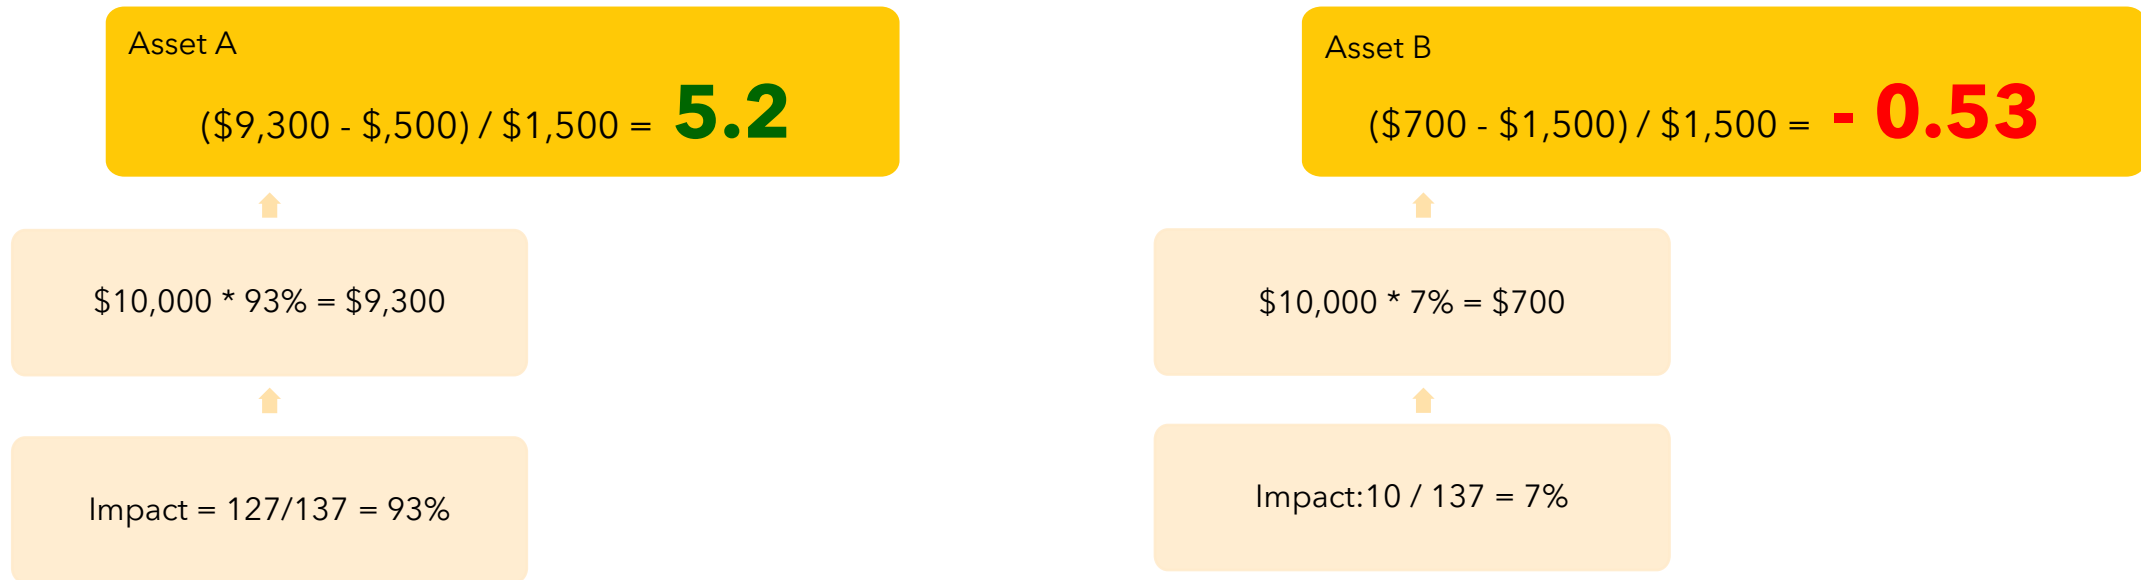 Asset A
($9,300 - $,500) / $1,500 = 5.2
$10,000 * 93% = $9,300
Impact = 127/137 = 93%
Asset B
($700 - $1,500) / $1,500 = - 0.53
$10,000 * 7% = $700
Impact:10 / 137 = 7%